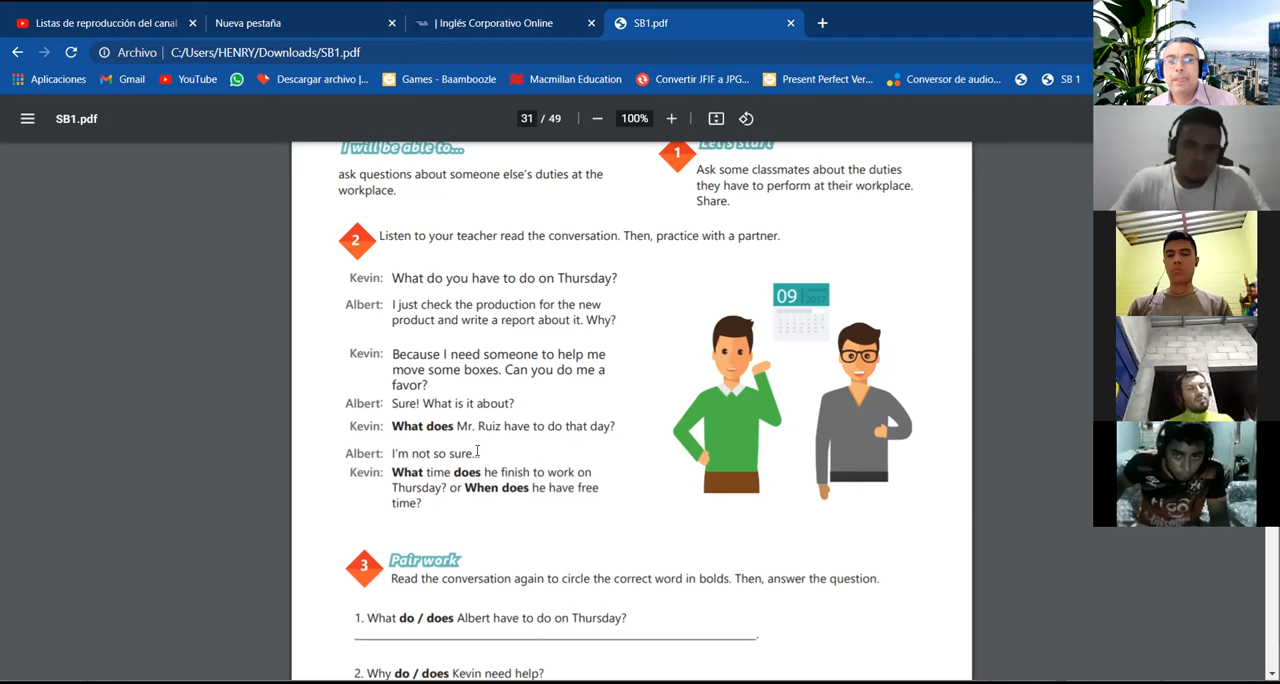 Listas de reproducción del canal
Nueva pestaña
| Inglés Corporativo Online
SB1.pdf
Archivo
C:/Users/HENRY/Downloads/SB1.pdf
Aplicaciones
Gmail
YouTube
Descargar archivo |...
Games - Baamboozle
Macmillan Education
Convertir JFIF a JPG...
Present Perfect Ver...
Conversor de audio...
SB 1
SB1.pdf
31 / 49
100%
I will be able to...
ask questions about someone else's duties at the
workplace.
1
Let's start
Ask some classmates about the duties
they have to perform at their workplace.
Share.
2
Listen to your teacher read the conversation. Then, practice with a partner.
Kevin: What do you have to do on Thursday?
Albert: I just check the production for the new
product and write a report about it. Why?
Kevin: Because I need someone to help me
move some boxes. Can you do me a
favor?
Albert: Sure! What is it about?
Kevin: What does Mr. Ruiz have to do that day?
Albert: I'm not so sure...
Kevin: What time does he finish to work on
Thursday? or When does he have free
time?
09
2017
3
Pair work
Read the conversation again to circle the correct word in bolds. Then, answer the question.
1. What do / does Albert have to do on Thursday?
2. Why do / does Kevin need help?
tigo